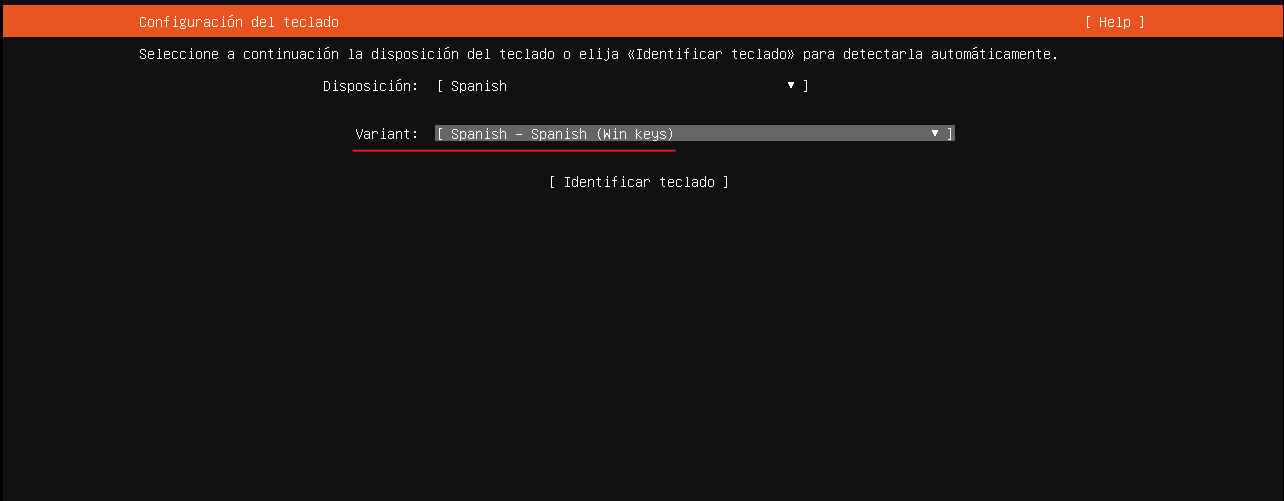 Configuración del teclado [ Help ]
Seleccione a continuación la disposición del teclado o elija «Identificar teclado» para detectarla automáticamente.
Disposición: [ Spanish ▾ ]
Variant: [ Spanish – Spanish (Win keys) ▾ ]
[ Identificar teclado ]